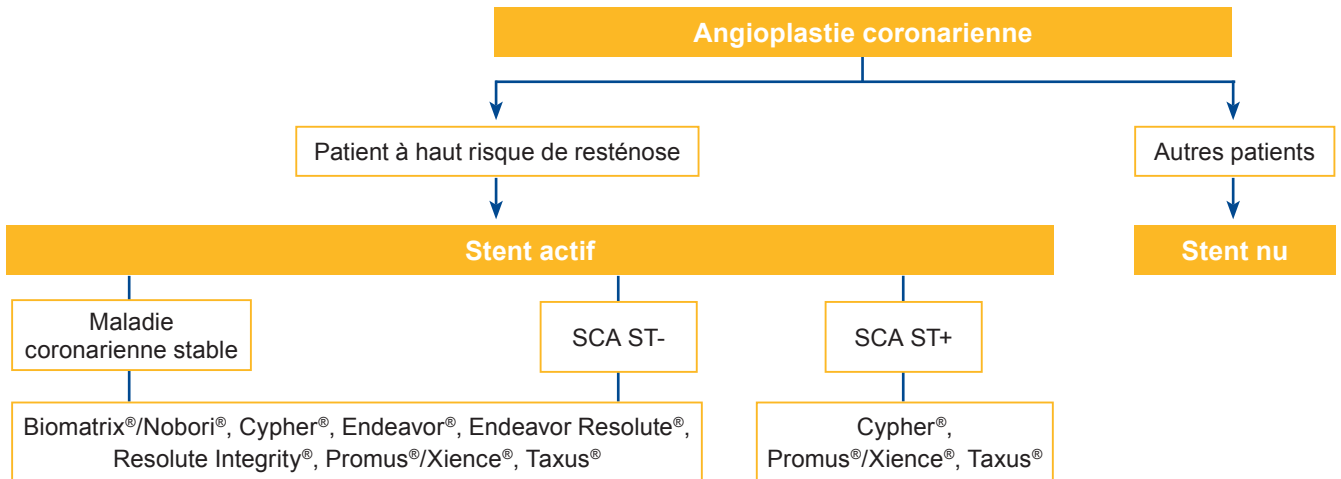 Angioplastie coronarienne
Patient à haut risque de resténose
Autres patients
Stent actif
Stent nu
Maladie
coronarienne stable
SCA ST-
SCA ST+
Biomatrix®/Nobori®, Cypher®, Endeavor®, Endeavor Resolute®,
Resolute Integrity®, Promus®/Xience®, Taxus®
Cypher®,
Promus®/Xience®, Taxus®